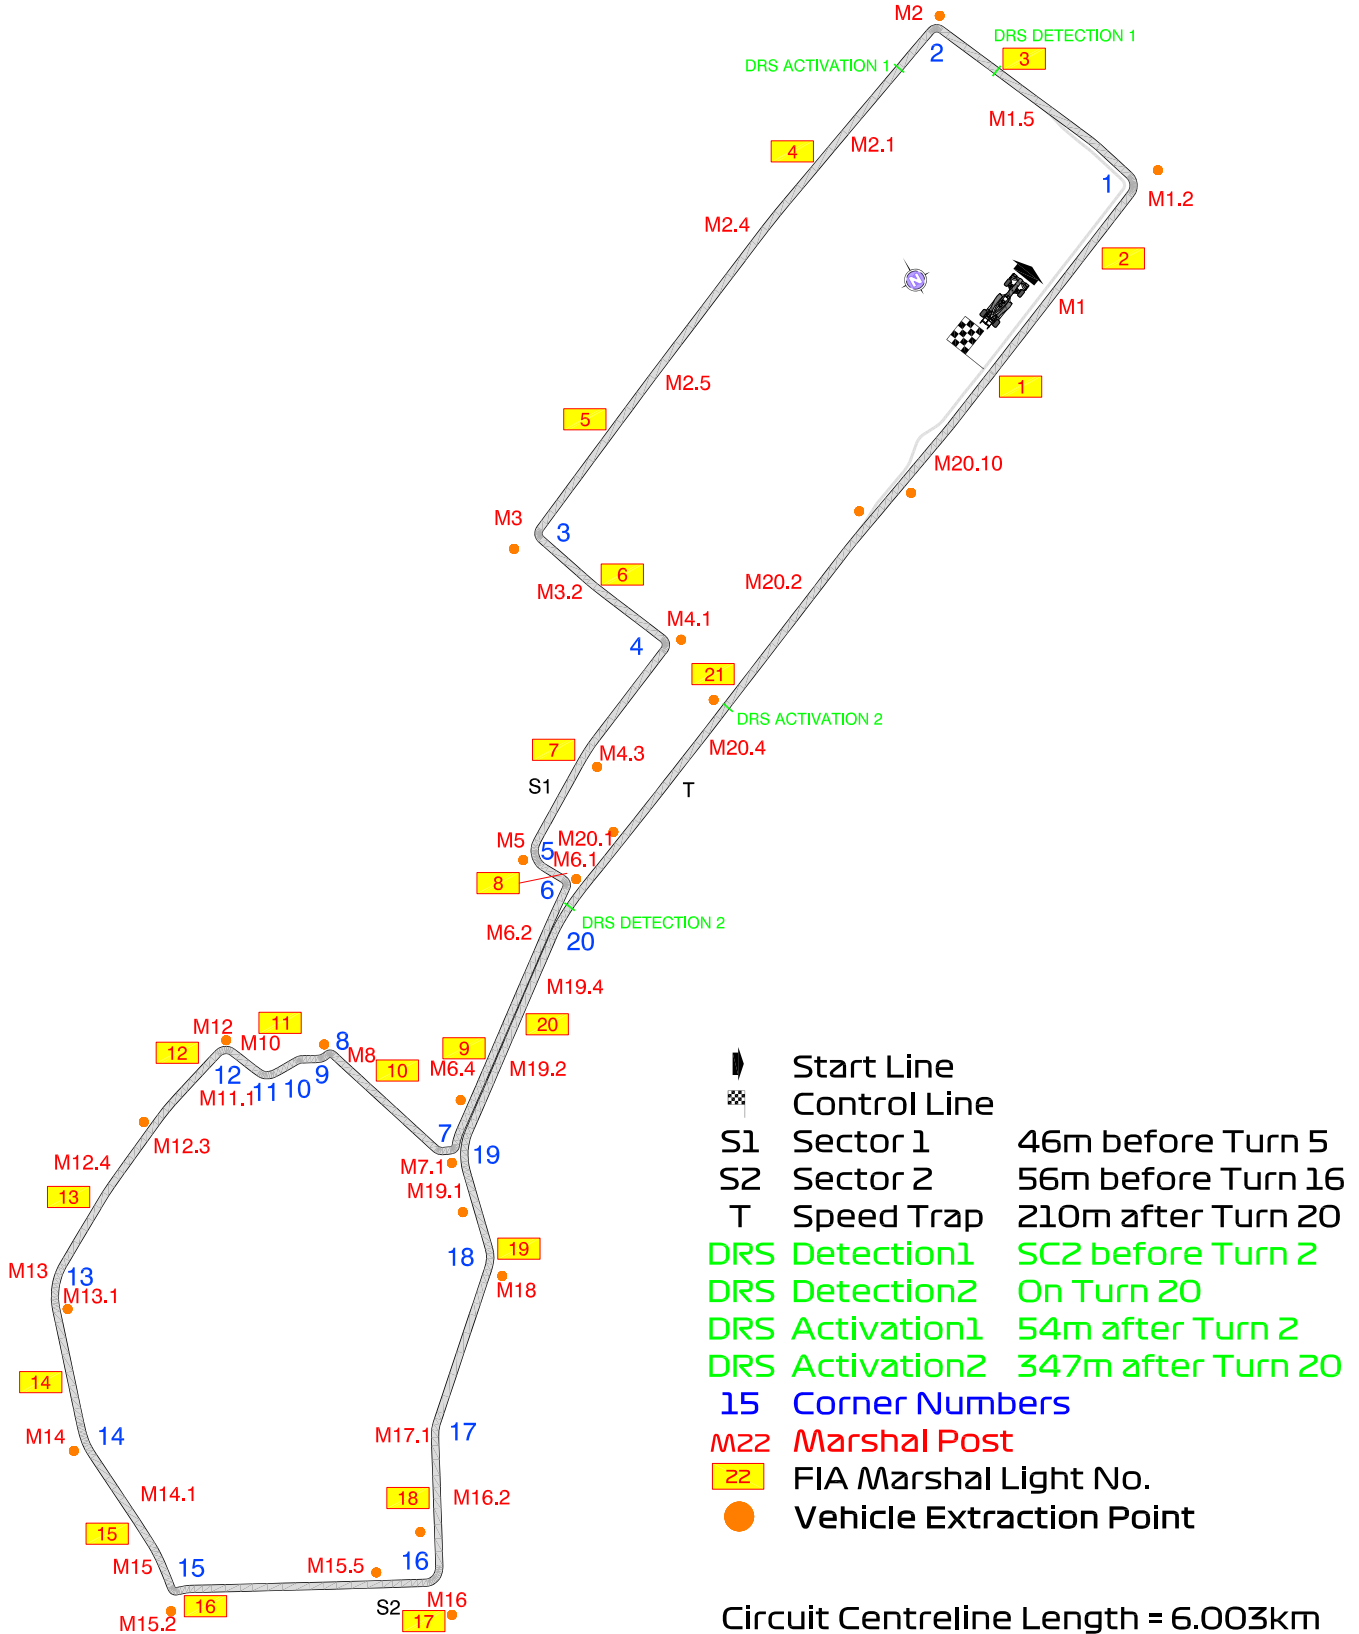 M2
DRS DETECTION 1
2
3
DRS ACTIVATION 1
M1.5
M2.1
4
1
M1.2
M2.4
2
N
M1
M2.5
1
5
M20.10
M3
3
6
M20.2
M3.2
M4.1
4
21
DRS ACTIVATION 2
7
M4.3
M20.4
S1
T
M5
M20.1
5
M6.1
8
6
DRS DETECTION 2
M6.2
20
M19.4
11
20
M12
8
9
12
M10
M8
10
M6.4
M19.2
12
11
10
9
M11.1
7
M12.3
19
M12.4
M7.1
13
M19.1
M13
13
18
19
M13.1
M18
14
M14
14
M17.1
17
M14.1
18
M16.2
15
M15
15
M15.5
16
16
S2
M16
M15.2
17
Start Line
Control Line
S1 Sector 1 46m before Turn 5
S2 Sector 2 56m before Turn 16
T Speed Trap 210m after Turn 20
DRS Detection1 SC2 before Turn 2
DRS Detection2 On Turn 20
DRS Activation1 54m after Turn 2
DRS Activation2 347m after Turn 20
15 Corner Numbers
M22 Marshal Post
22 FIA Marshal Light No.
Vehicle Extraction Point
Circuit Centreline Length = 6.003km